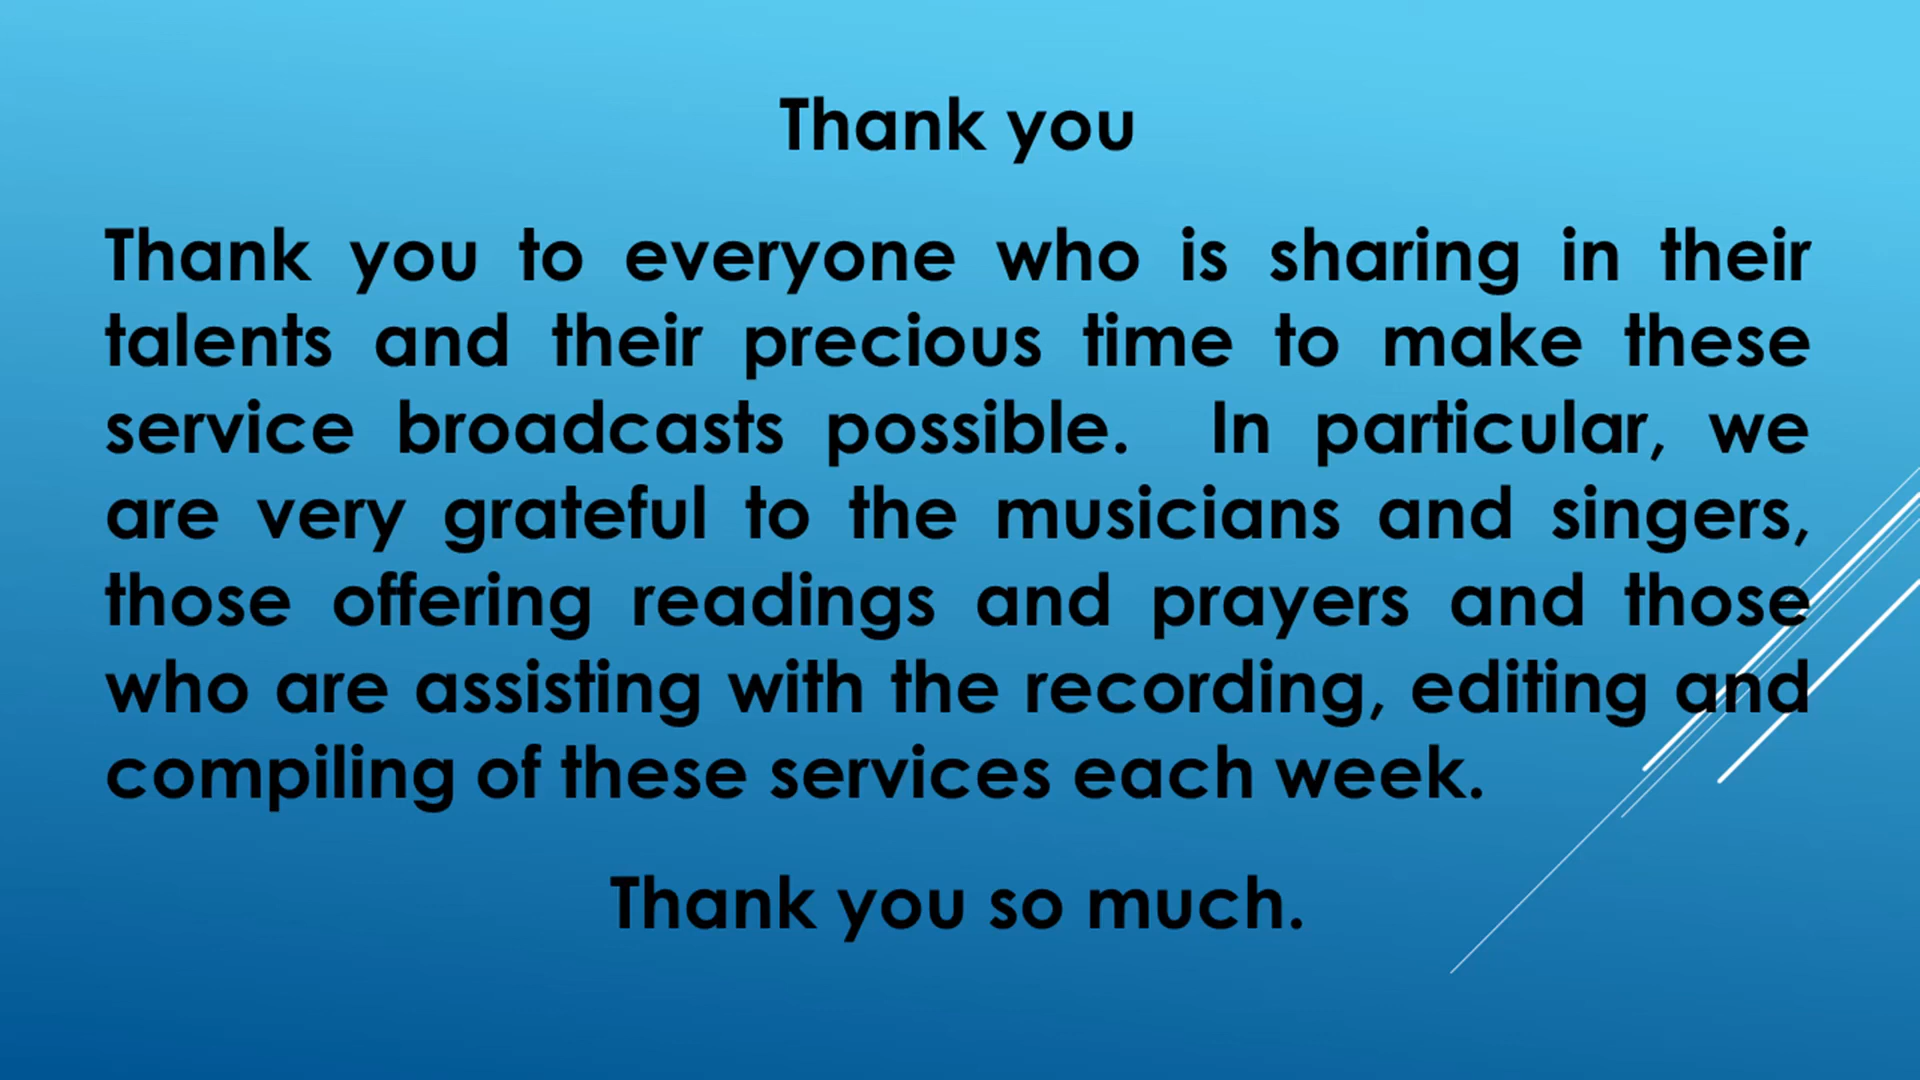 Thank you
Thank you to everyone who is sharing in their
talents and their precious time to make these
service broadcasts possible.  In particular, we
are very grateful to the musicians and singers,
those offering readings and prayers and those
who are assisting with the recording, editing and
compiling of these services each week.
Thank you so much.